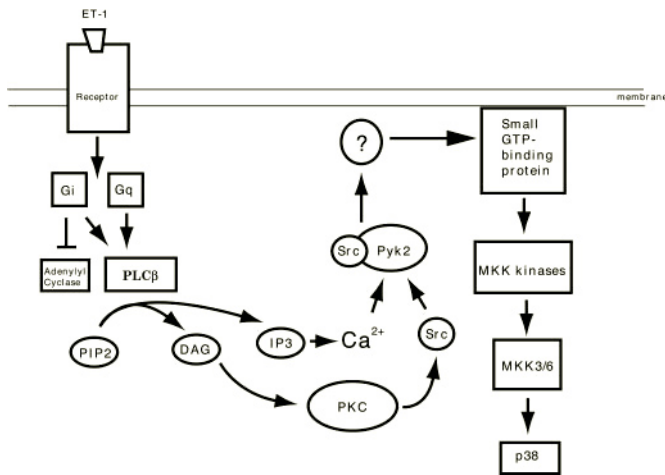 ET-1
Receptor
membrane
Small
GTP-
binding
protein
?
Gi
Gq
Src
Pyk2
Adenylyl
Cyclase
PLCβ
MKK kinases
PIP2
DAG
IP3
Ca2+
Src
MKK3/6
PKC
p38